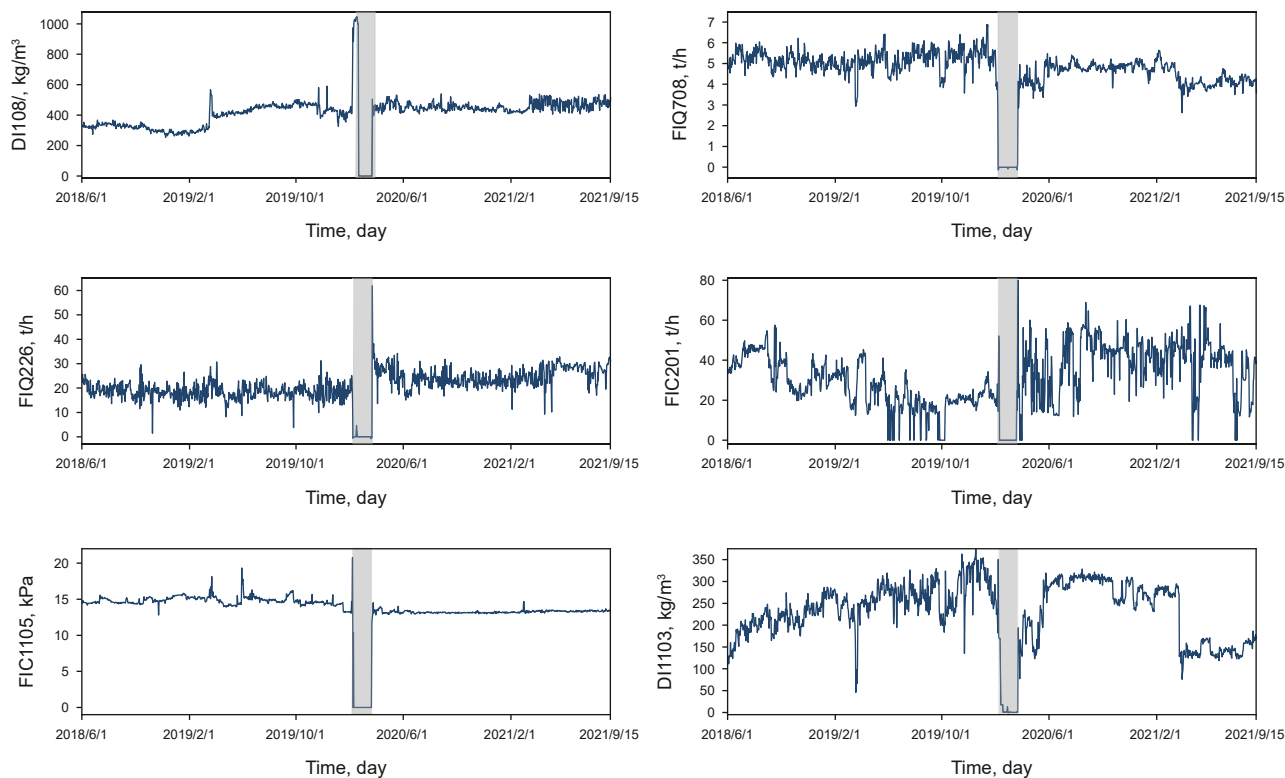 DI108/, kg/m³
1000
800
600
400
200
0
2018/6/1 2019/2/1 2019/10/1 2020/6/1 2021/2/1 2021/9/15
Time, day
FIQ708, t/h
7
6
5
4
3
2
1
0
2018/6/1 2019/2/1 2019/10/1 2020/6/1 2021/2/1 2021/9/15
Time, day
FIQ226, t/h
60
50
40
30
20
10
0
2018/6/1 2019/2/1 2019/10/1 2020/6/1 2021/2/1 2021/9/15
Time, day
FIC201, t/h
80
60
40
20
0
2018/6/1 2019/2/1 2019/10/1 2020/6/1 2021/2/1 2021/9/15
Time, day
FIC1105, kPa
20
15
10
5
0
2018/6/1 2019/2/1 2019/10/1 2020/6/1 2021/2/1 2021/9/15
Time, day
DI1103, kg/m³
350
300
250
200
150
100
50
0
2018/6/1 2019/2/1 2019/10/1 2020/6/1 2021/2/1 2021/9/15
Time, day